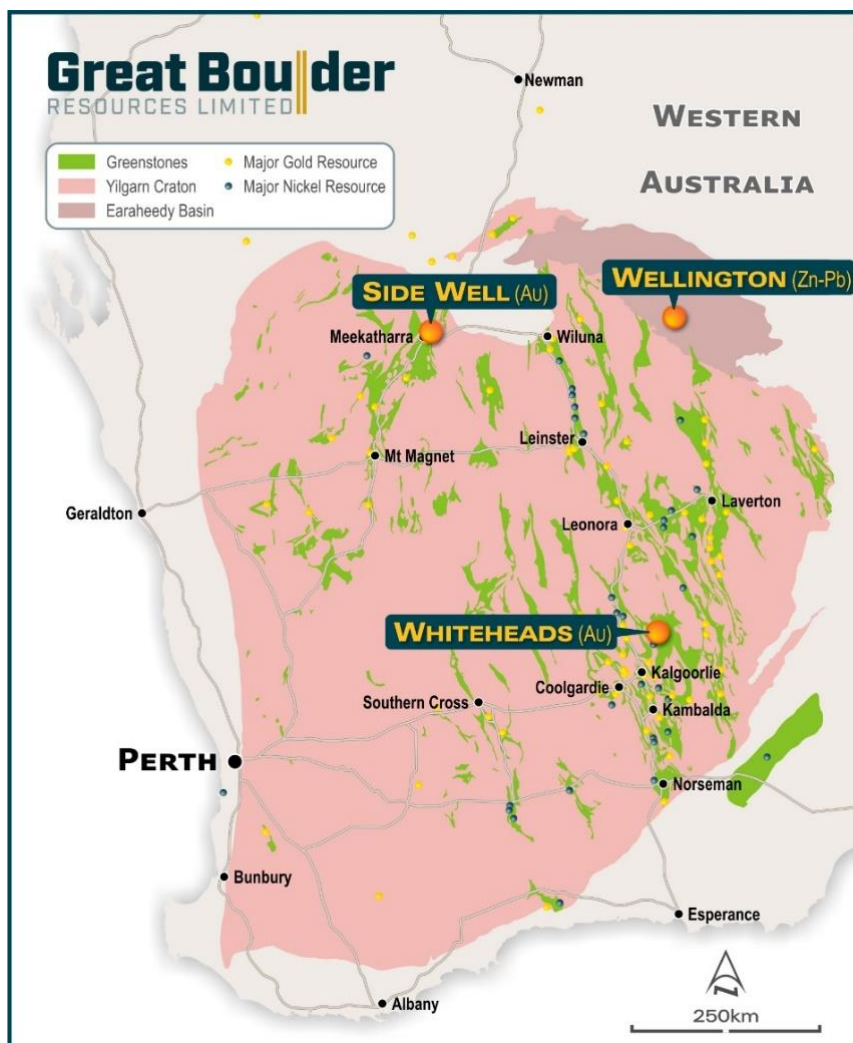 Great Boulder
RESOURCES LIMITED
Newman
WESTERN
AUSTRALIA
Greenstones
Major Gold Resource
Yilgarn Craton
Major Nickel Resource
Earaheedy Basin
SIDE WELL (Au)
WELLINGTON (Zn-Pb)
Meekatharra
Wiluna
Leinster
Mt Magnet
Geraldton
Laverton
Leonora
WHITEHEADS (Au)
Kalgoorlie
Coolgardie
Southern Cross
Kambalda
PERTH
Norseman
Bunbury
Esperance
Albany
N
250km